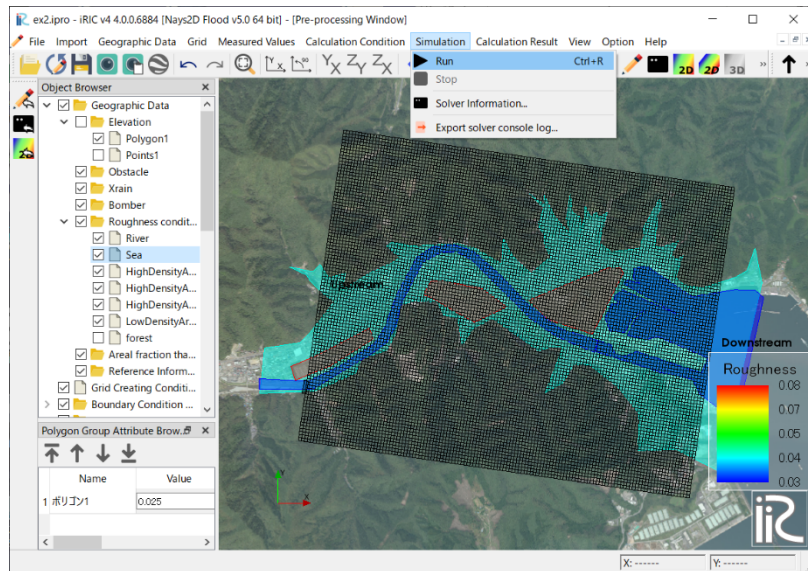 ex2.ipro - iRIC v4 4.0.0.6884 [Nays2D Flood v5.0 64 bit] - [Pre-processing Window]
File Import Geographic Data Grid Measured Values Calculation Condition Simulation Calculation Result View Option Help
Run Ctrl+R
Stop
Solver Information...
Export solver console log...
2D 2D 3D
Object Browser
Geographic Data
Elevation
Polygon1
Points1
Obstacle
Xrain
Bomber
Roughness condit...
River
Sea
HighDensityA...
HighDensityA...
HighDensityA...
LowDensityAr...
forest
Areal fraction tha...
Reference Inform...
Grid Creating Conditi...
Boundary Condition ...
Polygon Group Attribute Brow...
Name Value
1 ポリゴン1 0.025
Upstream
Downstream
Roughness
0.08
0.07
0.05
0.04
0.03
Y
X
iRiC
X: ------ Y: ------